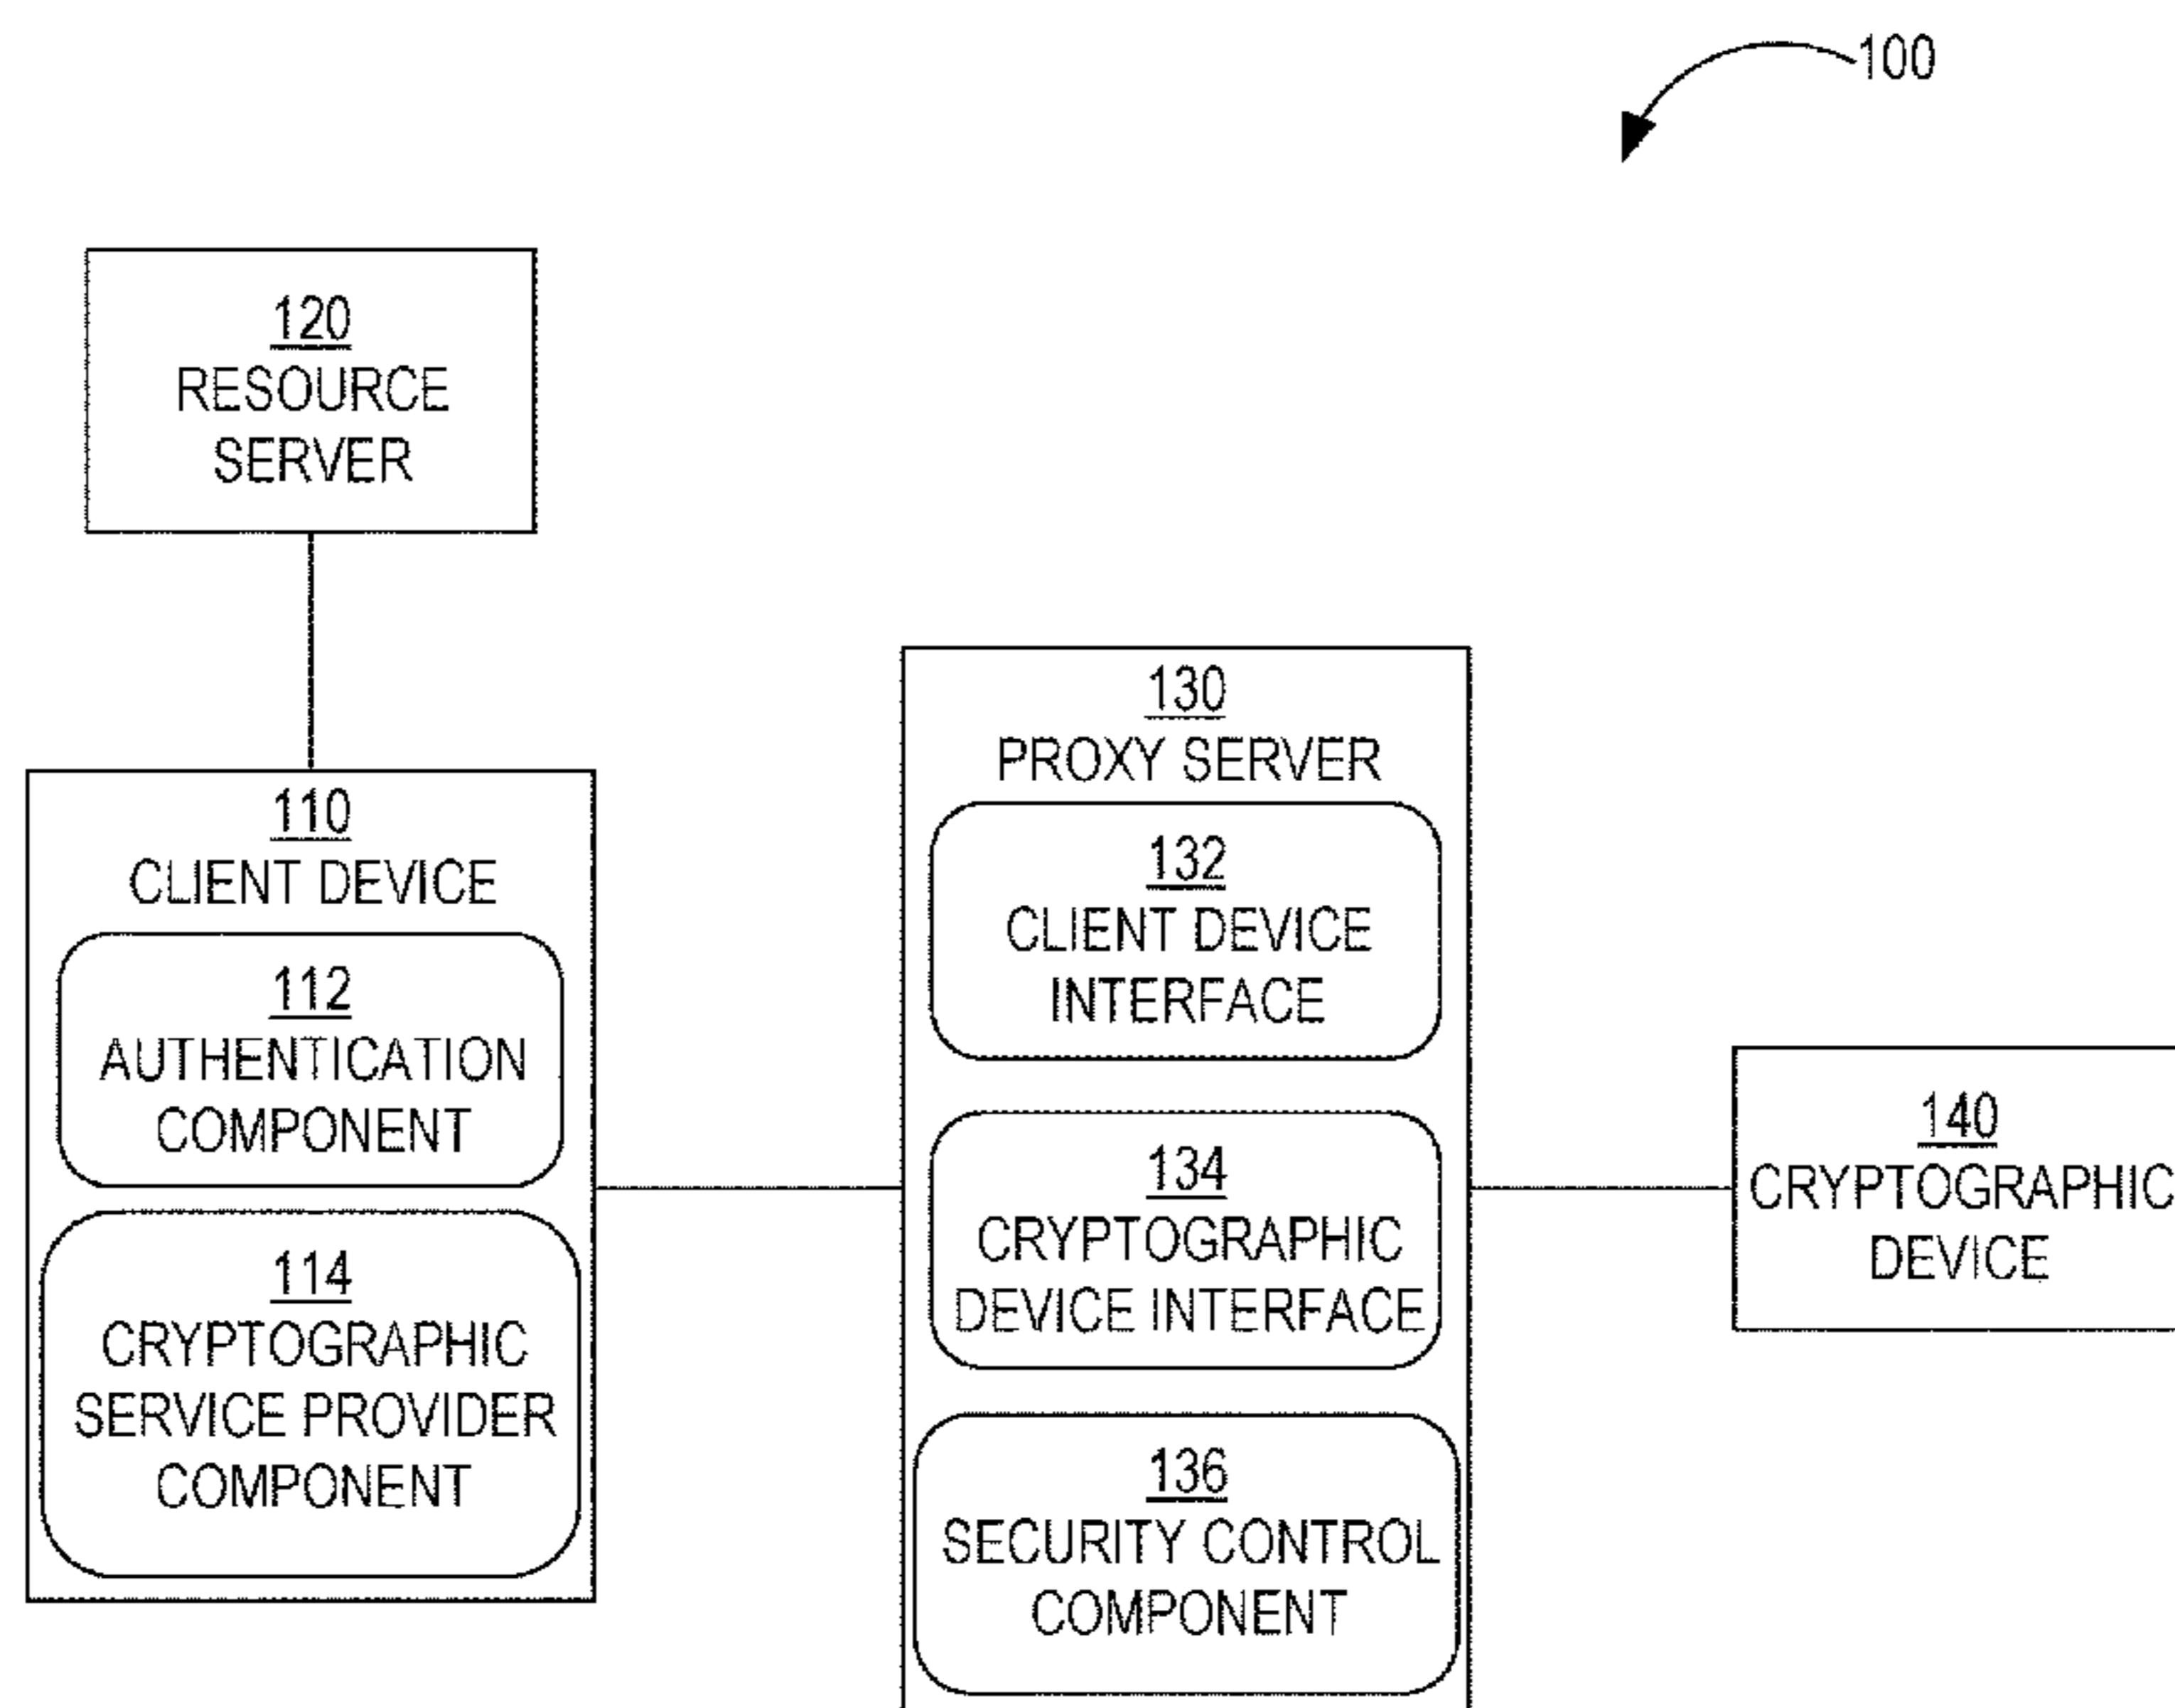 100
120
RESOURCE
SERVER
110
CLIENT DEVICE
112
AUTHENTICATION
COMPONENT
114
CRYPTOGRAPHIC
SERVICE PROVIDER
COMPONENT
130
PROXY SERVER
132
CLIENT DEVICE
INTERFACE
134
CRYPTOGRAPHIC
DEVICE INTERFACE
136
SECURITY CONTROL
COMPONENT
140
CRYPTOGRAPHIC
DEVICE